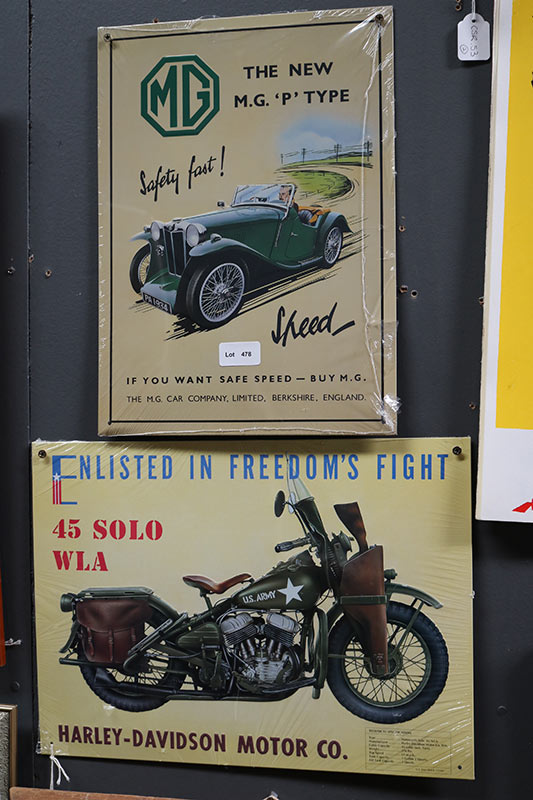 MG
THE NEW
M.G. 'P' TYPE
Safety fast!
Speed
Lot 478
IF YOU WANT SAFE SPEED — BUY M.G.
THE M.G. CAR COMPANY, LIMITED, BERKSHIRE, ENGLAND.
ENLISTED IN FREEDOM'S FIGHT
45 SOLO
WLA
U.S. ARMY
HARLEY-DAVIDSON MOTOR CO.